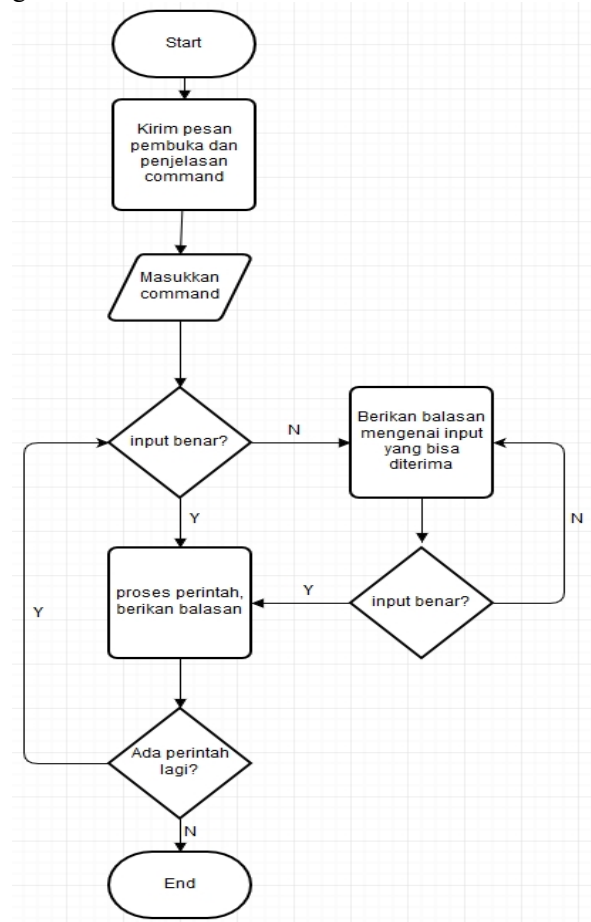 Start
Kirim pesan
pembuka dan
penjelasan
command
Masukkan
command
input benar?
N
Berikan balasan
mengenai input
yang bisa
diterima
Y
N
proses perintah,
berikan balasan
Y
input benar?
Y
Ada perintah
lagi?
N
End